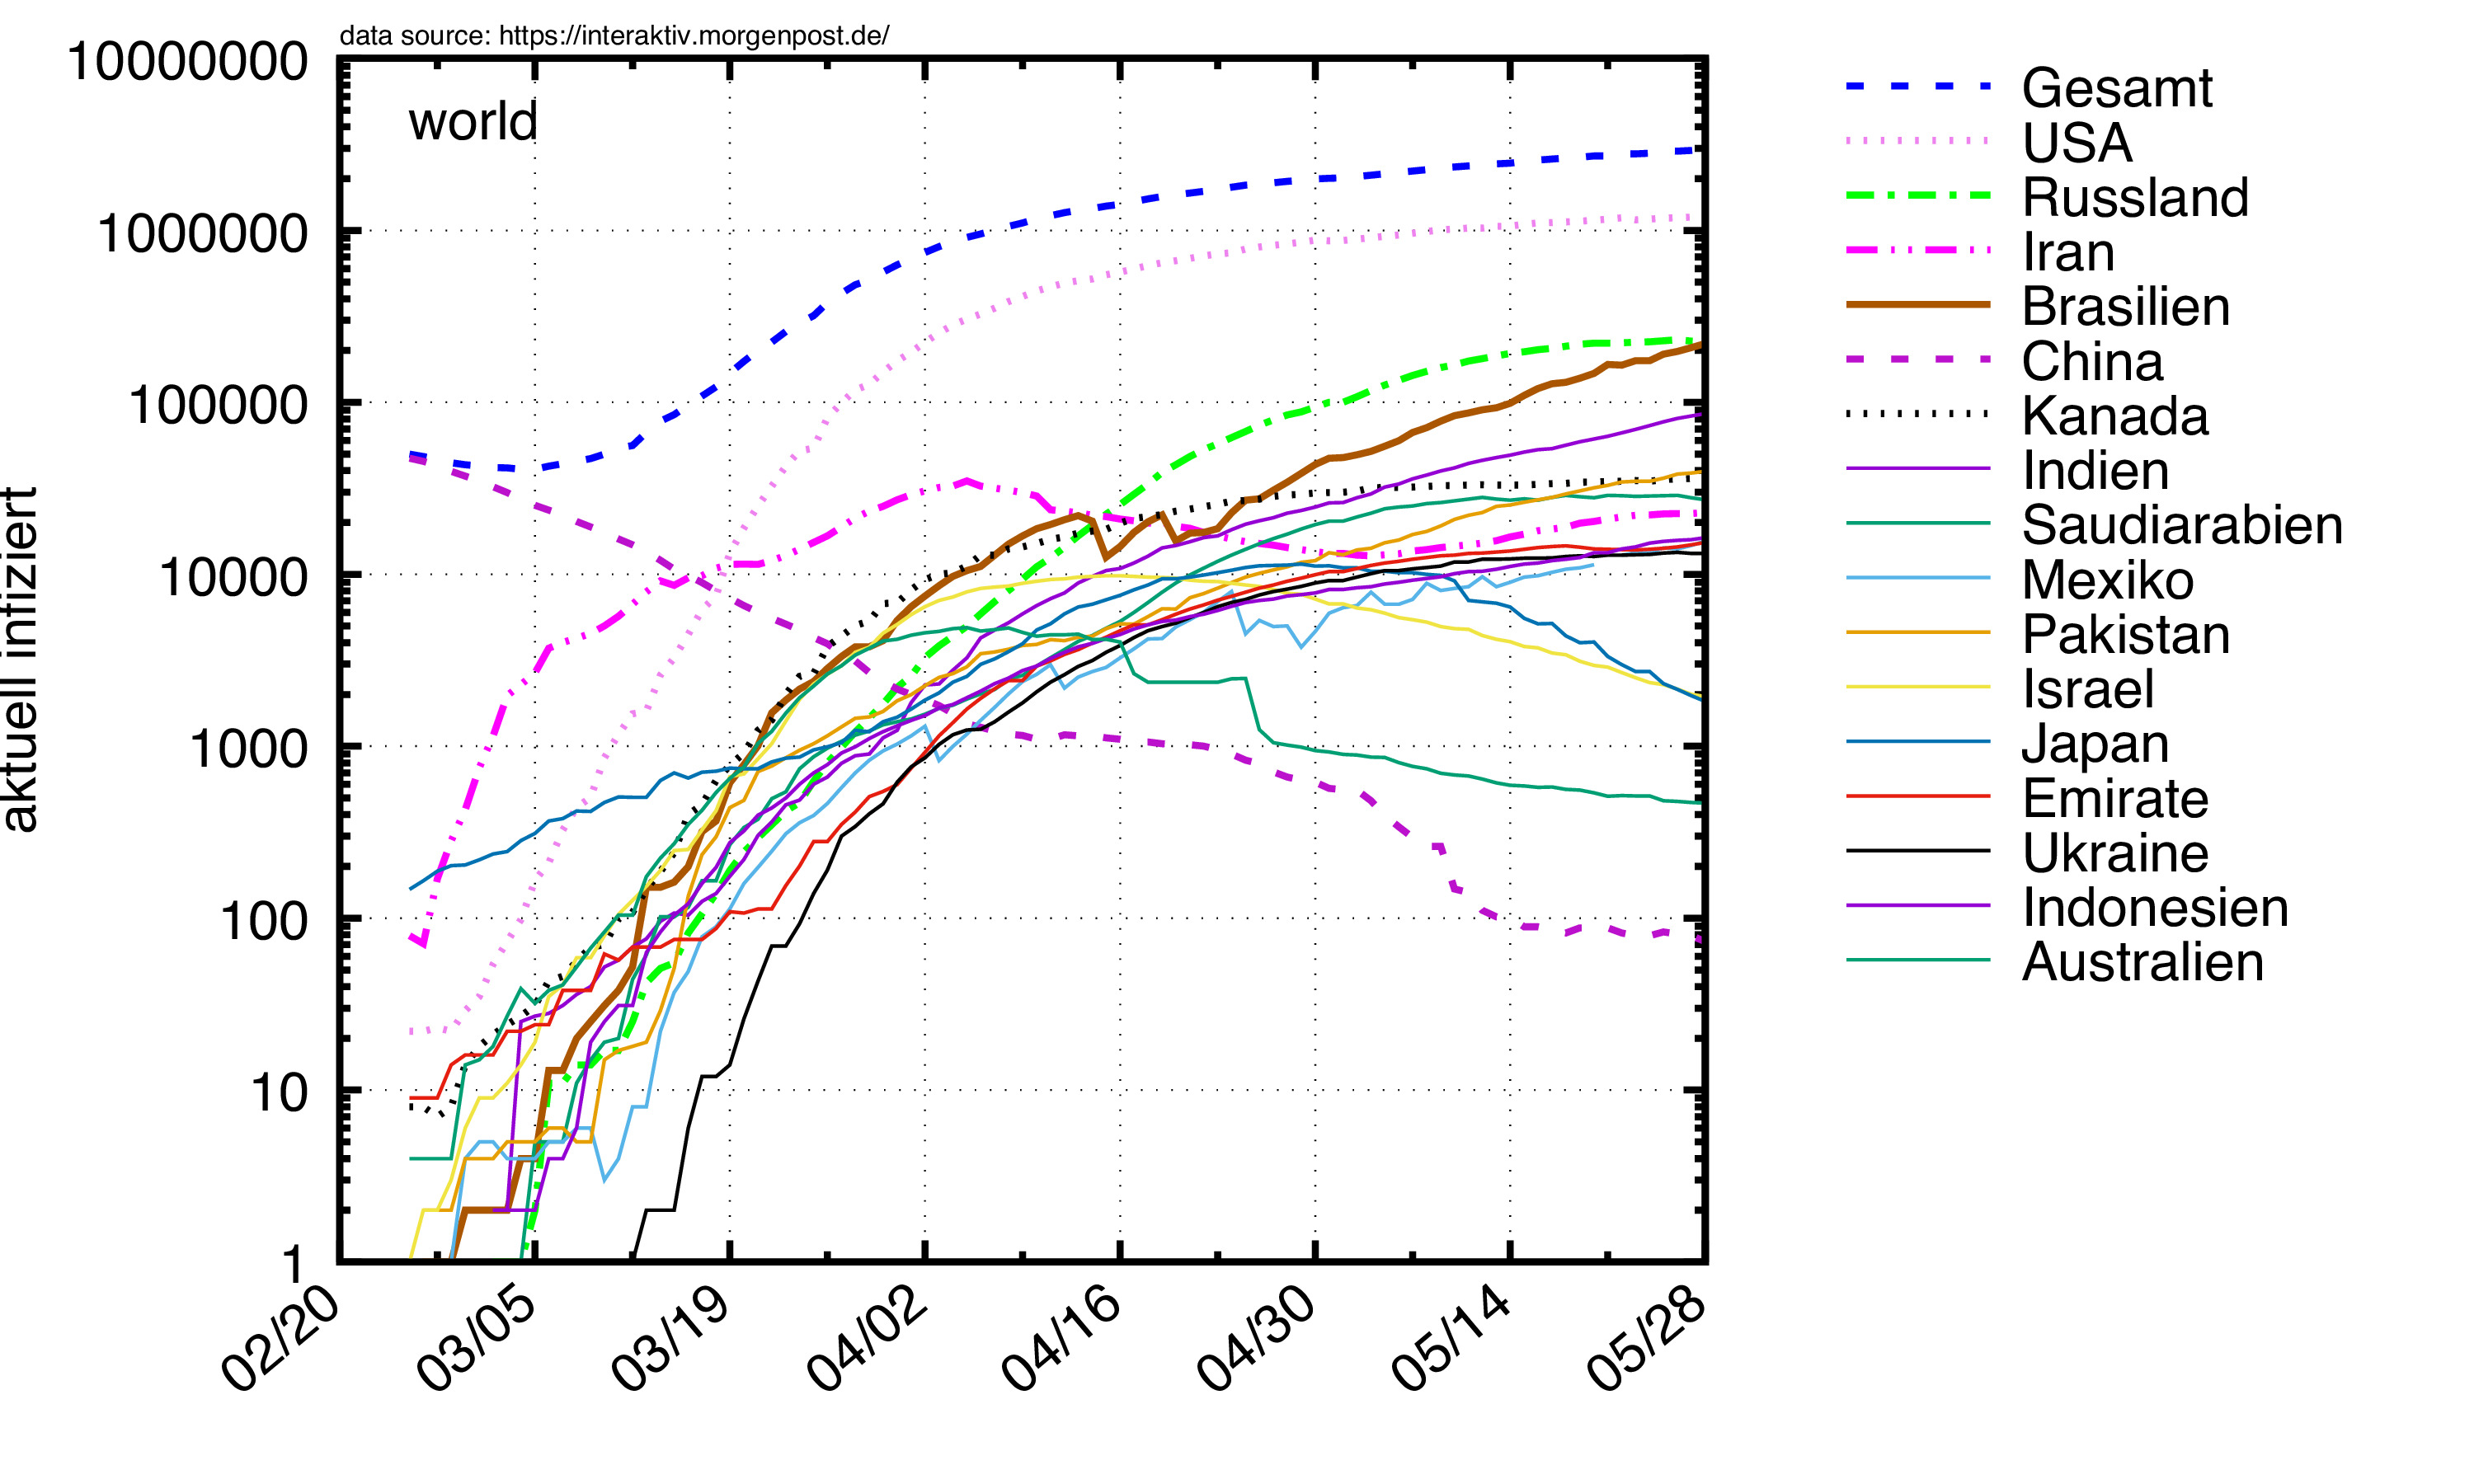 data source: https://interaktiv.morgenpost.de/
world
aktuell infiziert
10000000
1000000
100000
10000
1000
100
10
1
02/20
03/05
03/19
04/02
04/16
04/30
05/14
05/28
Gesamt
USA
Russland
Iran
Brasilien
China
Kanada
Indien
Saudiarabien
Mexiko
Pakistan
Israel
Japan
Emirate
Ukraine
Indonesien
Australien